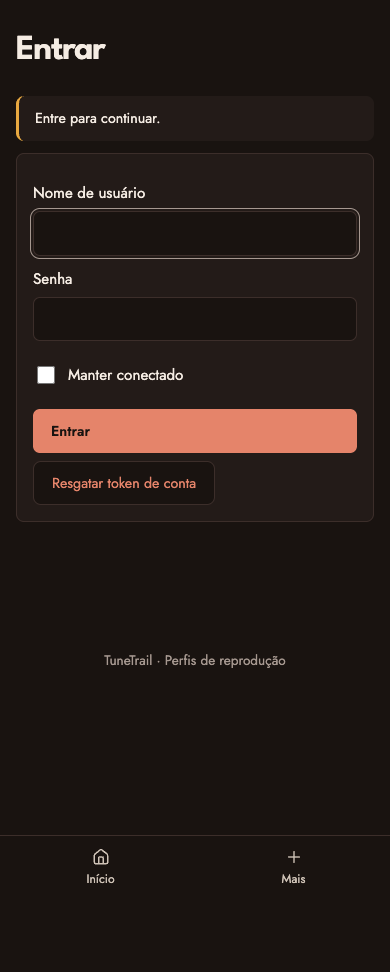 Entrar
Entre para continuar.
Nome de usuário
Senha
Manter conectado
Entrar
Resgatar token de conta
TuneTrail · Perfis de reprodução
Início
Mais